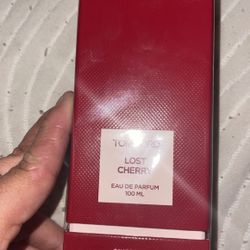 TOM FORD
LOST
CHERRY
EAU DE PARFUM
100 ML